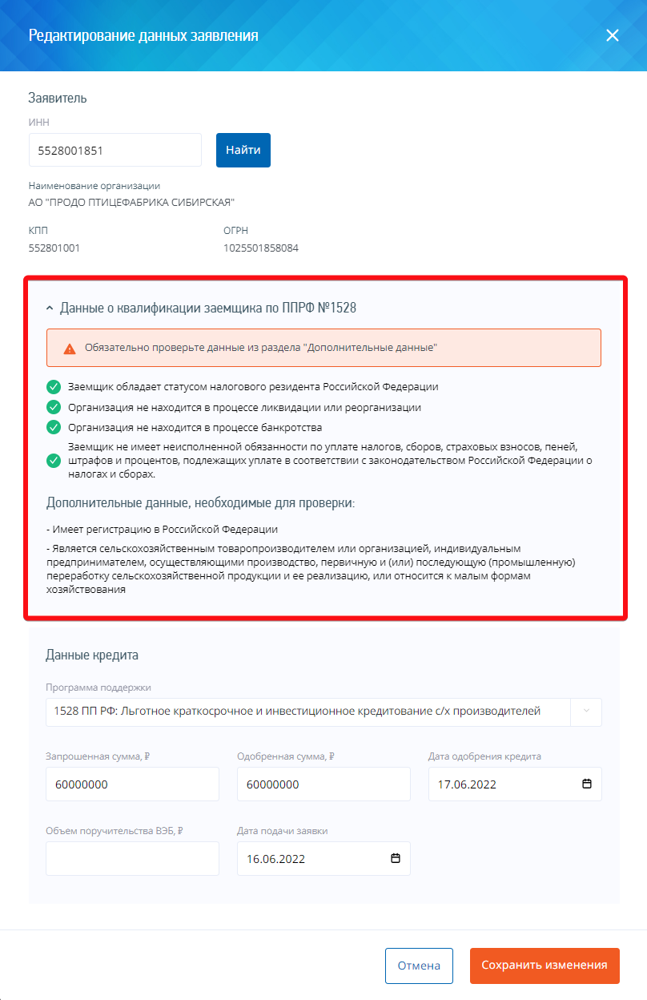 Редактирование данных заявления
Заявитель
ИНН
5528001851
Найти
Наименование организации
АО "ПРОДО ПТИЦЕФАБРИКА СИБИРСКАЯ"
КПП
ОГРН
552801001
1025501858084
Данные о квалификации заемщика по ППРФ №1528
Обязательно проверьте данные из раздела "Дополнительные данные"
Заемщик обладает статусом налогового резидента Российской Федерации
Организация не находится в процессе ликвидации или реорганизации
Организация не находится в процессе банкротства
Заемщик не имеет неисполненной обязанности по уплате налогов, сборов, страховых взносов, пеней,
штрафов и процентов, подлежащих уплате в соответствии с законодательством Российской Федерации о
налогах и сборах.
Дополнительные данные, необходимые для проверки:
- Имеет регистрацию в Российской Федерации
- Является сельскохозяйственным товаропроизводителем или организацией, индивидуальным
предпринимателем, осуществляющими производство, первичную и (или) последующую (промышленную)
переработку сельскохозяйственной продукции и ее реализацию, или относится к малым формам
хозяйствования
Данные кредита
Программа поддержки
1528 ПП РФ: Льготное краткосрочное и инвестиционное кредитование с/х производителей
Запрошенная сумма, ₽
Одобренная сумма, ₽
Дата одобрения кредита
60000000
60000000
17.06.2022
Объем поручительства ВЭБ, ₽
Дата подачи заявки
16.06.2022
Отмена
Сохранить изменения